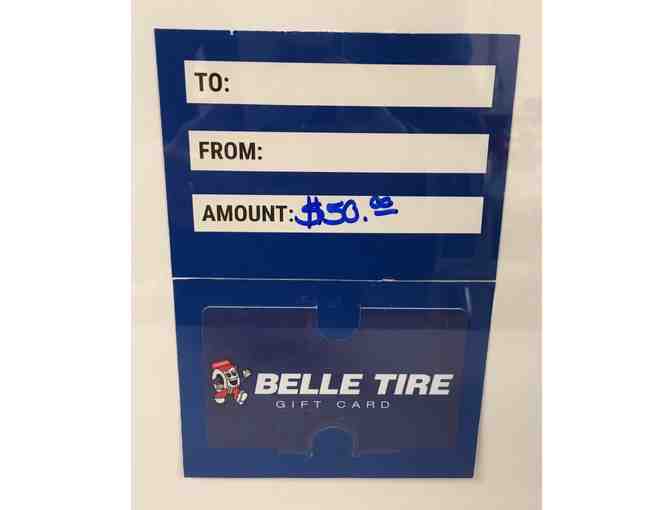 TO:
FROM:
AMOUNT: $50.00
BELLE TIRE
GIFT CARD